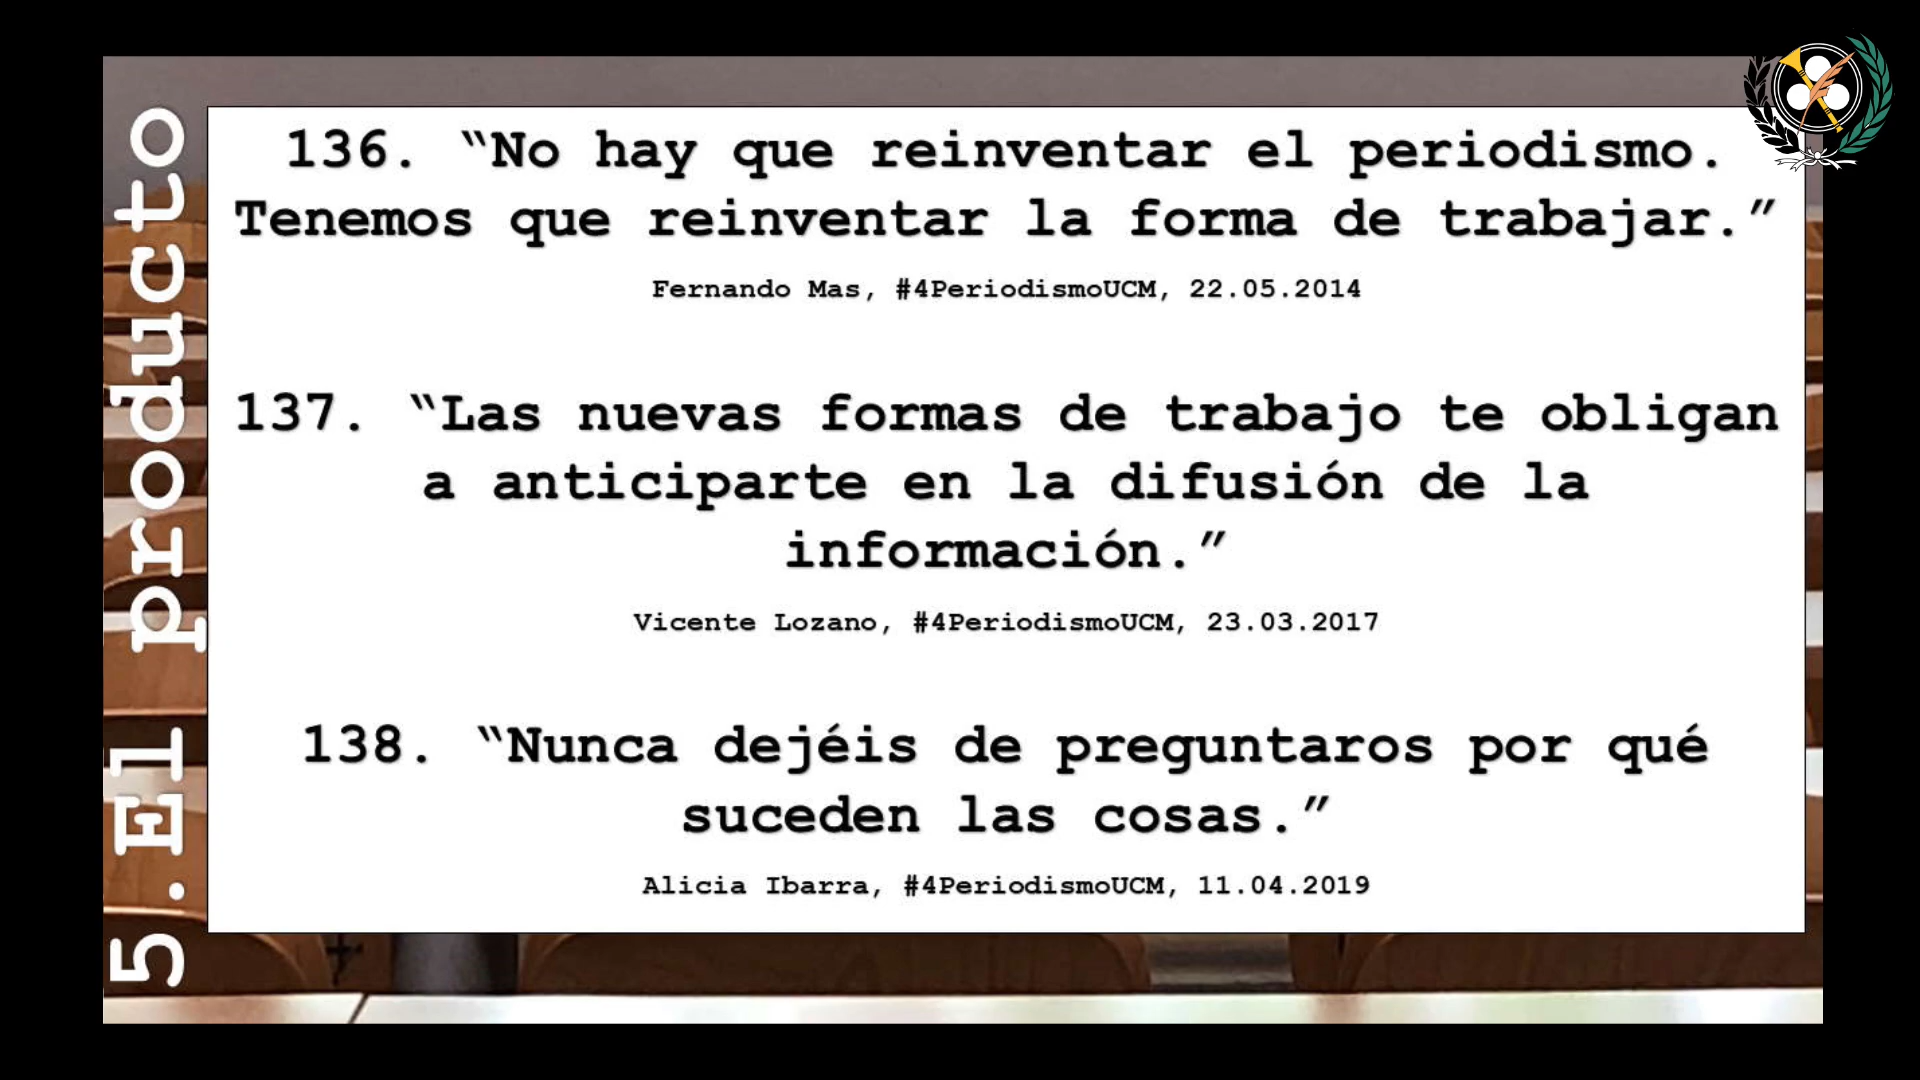 5.El producto
136. “No hay que reinventar el periodismo.
Tenemos que reinventar la forma de trabajar.”
Fernando Mas, #4PeriodismoUCM, 22.05.2014
137. “Las nuevas formas de trabajo te obligan
a anticiparte en la difusión de la
información.”
Vicente Lozano, #4PeriodismoUCM, 23.03.2017
138. “Nunca dejéis de preguntaros por qué
suceden las cosas.”
Alicia Ibarra, #4PeriodismoUCM, 11.04.2019